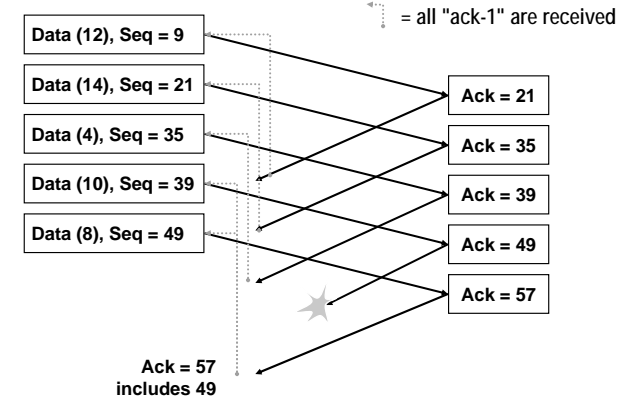 = all "ack-1" are received
Data (12), Seq = 9
Data (14), Seq = 21
Data (4), Seq = 35
Data (10), Seq = 39
Data (8), Seq = 49
Ack = 21
Ack = 35
Ack = 39
Ack = 49
Ack = 57
Ack = 57
includes 49